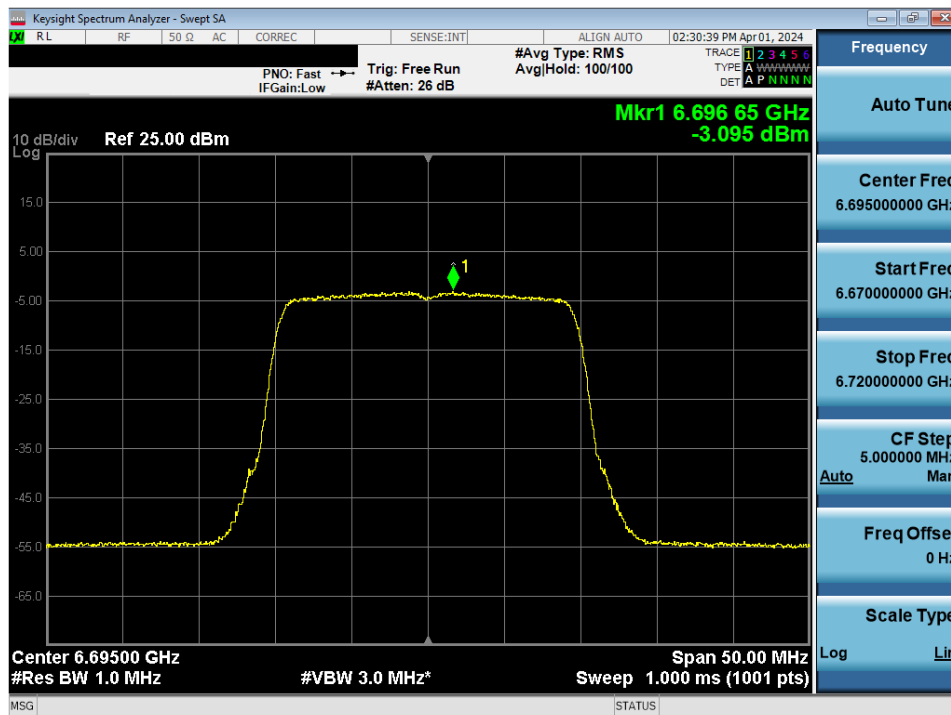 Keysight Spectrum Analyzer - Swept SA
LXI RL RF 50 Ω AC CORREC SENSE:INT ALIGN AUTO 02:30:39 PM Apr 01, 2024
Frequency
PNO: Fast
IFGain:Low
Trig: Free Run
#Atten: 26 dB
#Avg Type: RMS
Avg|Hold: 100/100
TRACE 1 2 3 4 5 6
TYPE A WWWWW
DET A P N N N N
Mkr1 6.696 65 GHz
-3.095 dBm
10 dB/div Ref 25.00 dBm
Log
15.0
5.00
1
-5.00
-15.0
-25.0
-35.0
-45.0
-55.0
-65.0
Center 6.69500 GHz Span 50.00 MHz
#Res BW 1.0 MHz #VBW 3.0 MHz* Sweep 1.000 ms (1001 pts)
Auto Tune
Center Freq
6.695000000 GHz
Start Freq
6.670000000 GHz
Stop Freq
6.720000000 GHz
CF Step
5.000000 MHz
Auto Man
Freq Offset
0 Hz
Scale Type
Log Lin
MSG STATUS